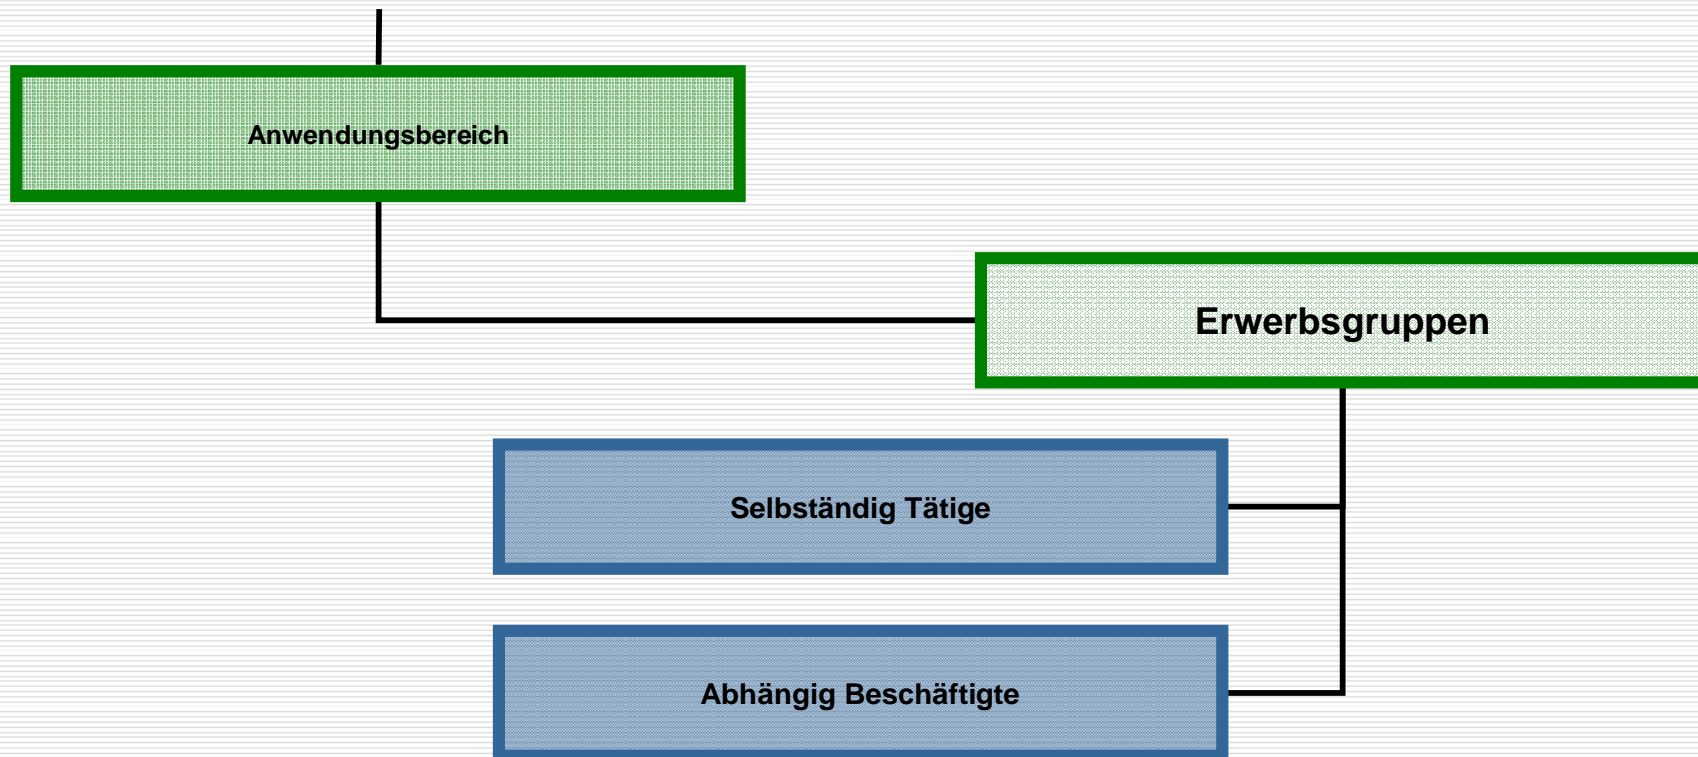 Anwendungsbereich
Erwerbsgruppen
Selbständig Tätige
Abhängig Beschäftigte